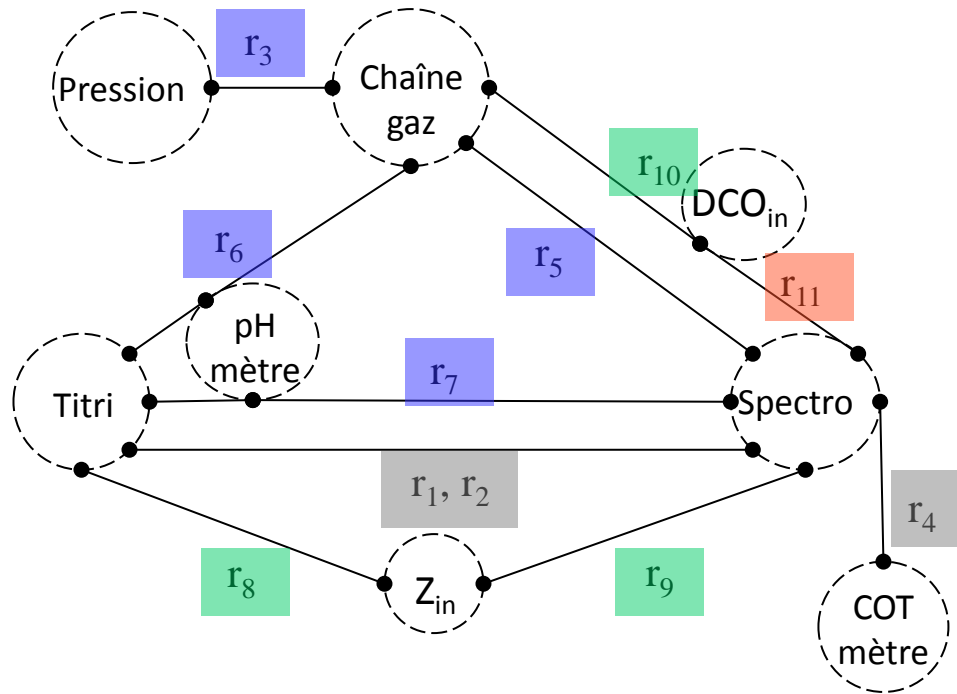 r3
Pression
Chaîne
gaz
r10
DCOin
r6
r5
r11
pH
mètre
r7
Titri
Spectro
r1, r2
r4
r8
Zin
r9
COT
mètre